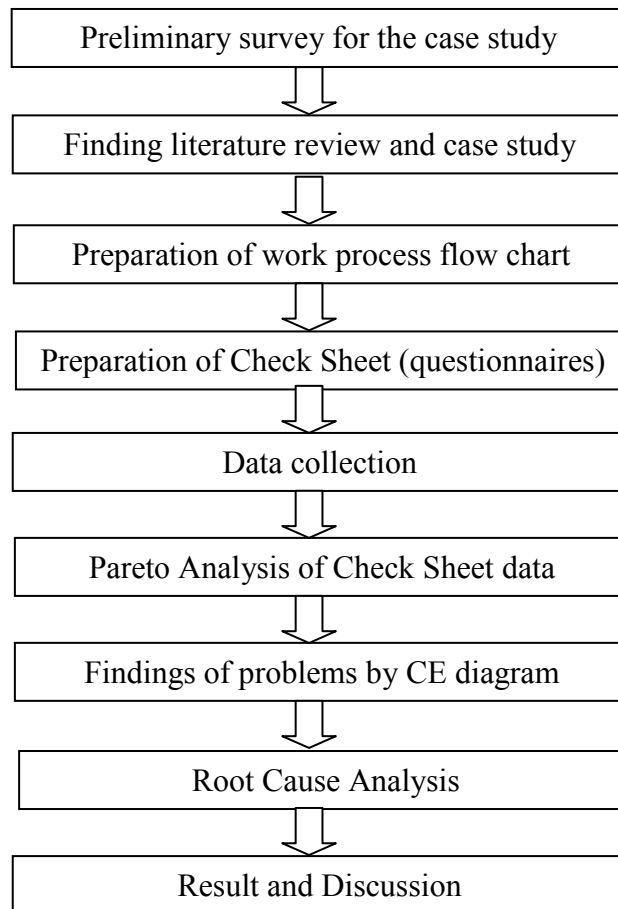 Preliminary survey for the case study
Finding literature review and case study
Preparation of work process flow chart
Preparation of Check Sheet (questionnaires)
Data collection
Pareto Analysis of Check Sheet data
Findings of problems by CE diagram
Root Cause Analysis
Result and Discussion